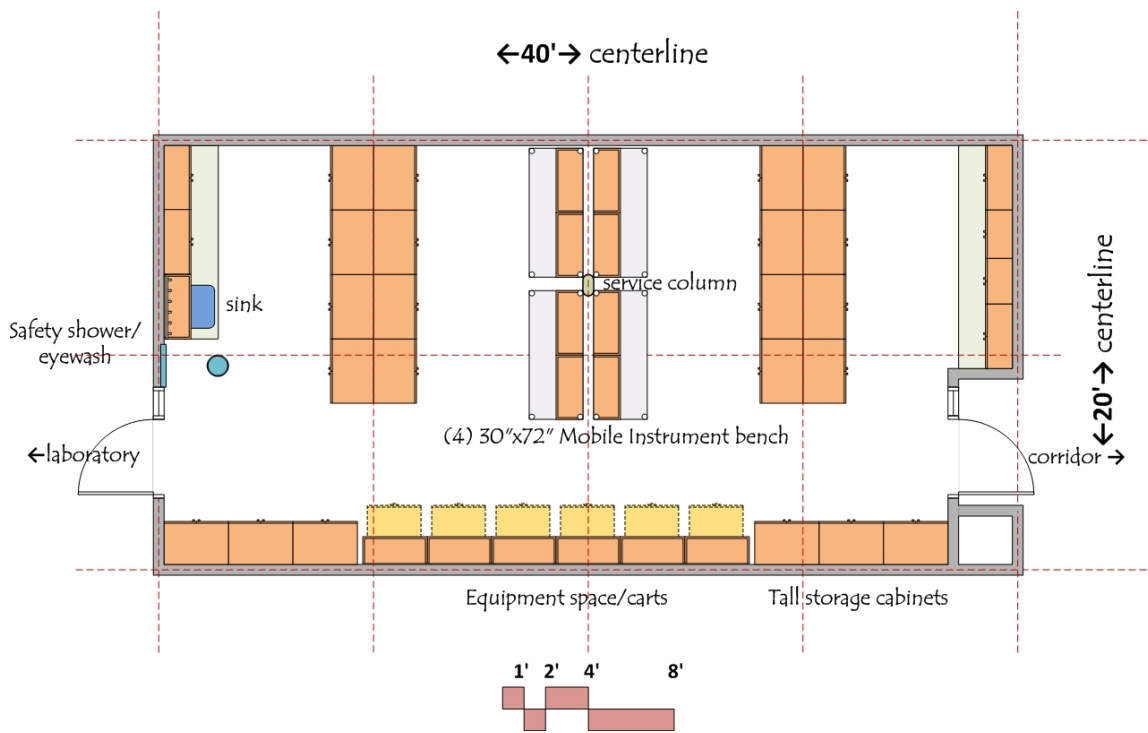 ←40'→ centerline
service column
sink
Safety shower/
eyewash
←20'→ centerline
(4) 30"x72" Mobile Instrument bench
←laboratory
corridor →
Equipment space/carts
Tall storage cabinets
1' 2' 4' 8'